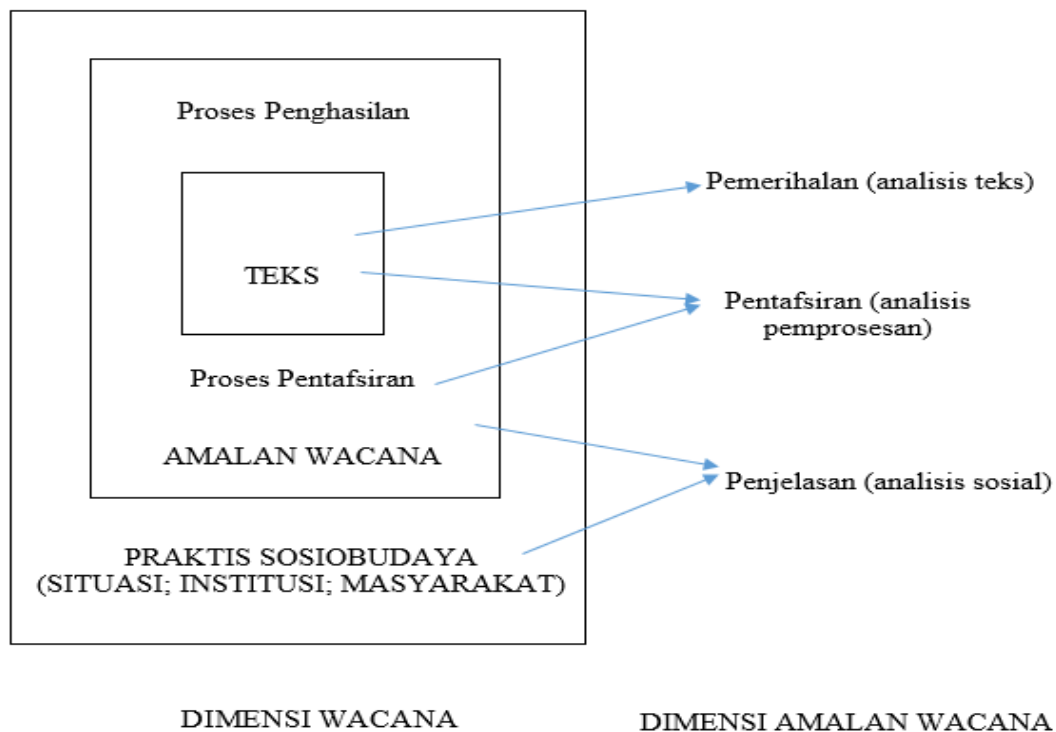 Proses Penghasilan
TEKS
Proses Pentafsiran
AMALAN WACANA
PRAKTIS SOSIOBUDAYA
(SITUASI; INSTITUSI; MASYARAKAT)
Pemerihalan (analisis teks)
Pentafsiran (analisis
pemprosesan)
Penjelasan (analisis sosial)
DIMENSI WACANA
DIMENSI AMALAN WACANA